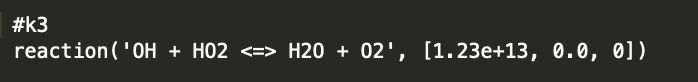 #k3
reaction('OH + HO2 <=> H2O + O2', [1.23e+13, 0.0, 0])